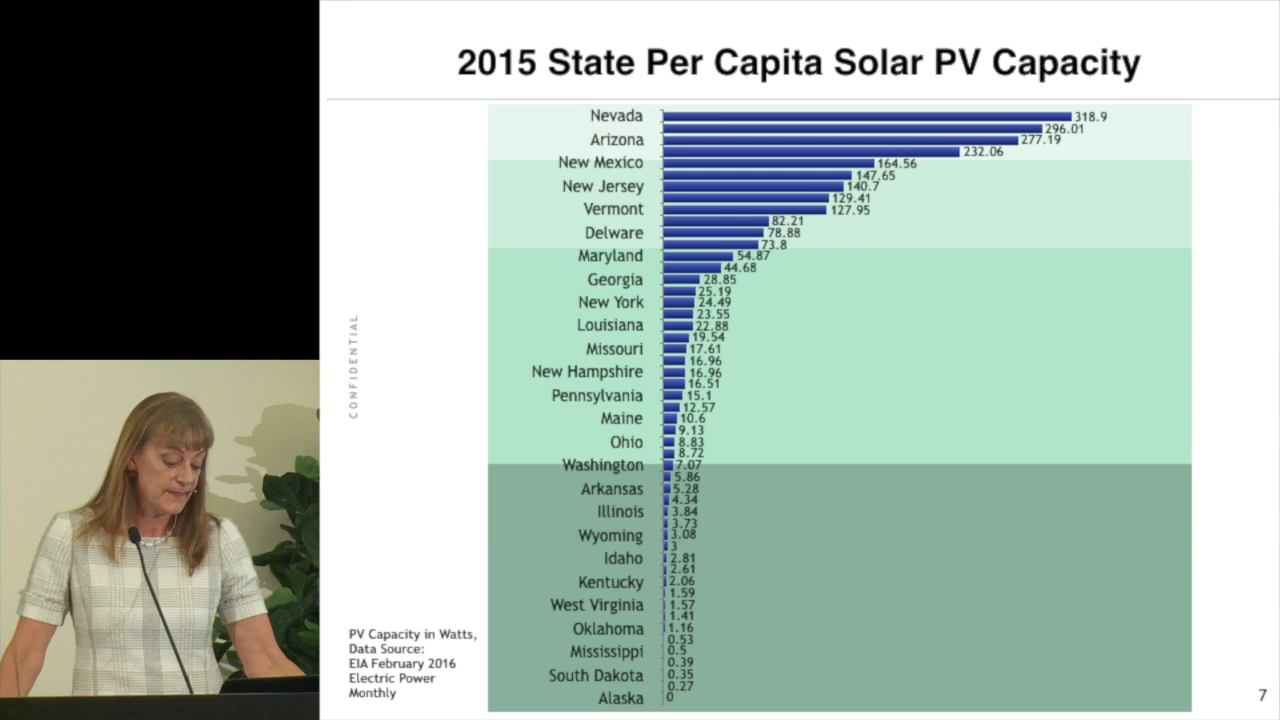 2015 State Per Capita Solar PV Capacity
Nevada 318.9
296.01
Arizona 277.19
232.06
New Mexico 164.56
147.65
New Jersey 140.7
129.41
Vermont 127.95
82.21
Delware 78.88
73.8
Maryland 54.87
44.68
Georgia 28.85
25.19
New York 24.49
23.55
Louisiana 22.88
19.54
Missouri 17.61
16.96
New Hampshire 16.96
16.51
Pennsylvania 15.1
12.57
Maine 10.6
9.13
Ohio 8.83
8.72
Washington 7.07
5.86
Arkansas 5.28
4.34
Illinois 3.84
3.73
Wyoming 3.08
3
Idaho 2.81
2.61
Kentucky 2.06
1.59
West Virginia 1.57
1.41
Oklahoma 1.16
0.53
Mississippi 0.5
0.39
South Dakota 0.35
0.27
Alaska 0
CONFIDENTIAL
PV Capacity in Watts,
Data Source:
EIA February 2016
Electric Power
Monthly
7